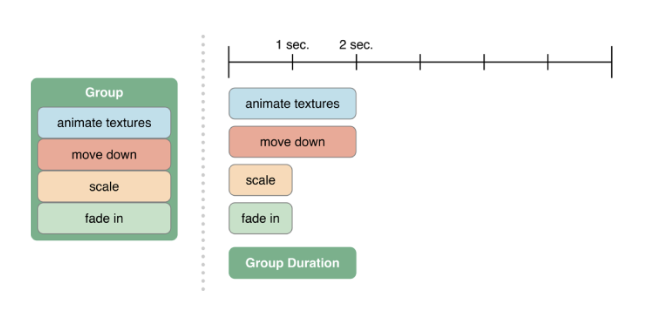 1 sec. 2 sec.
Group
animate textures
move down
scale
fade in
animate textures
move down
scale
fade in
Group Duration